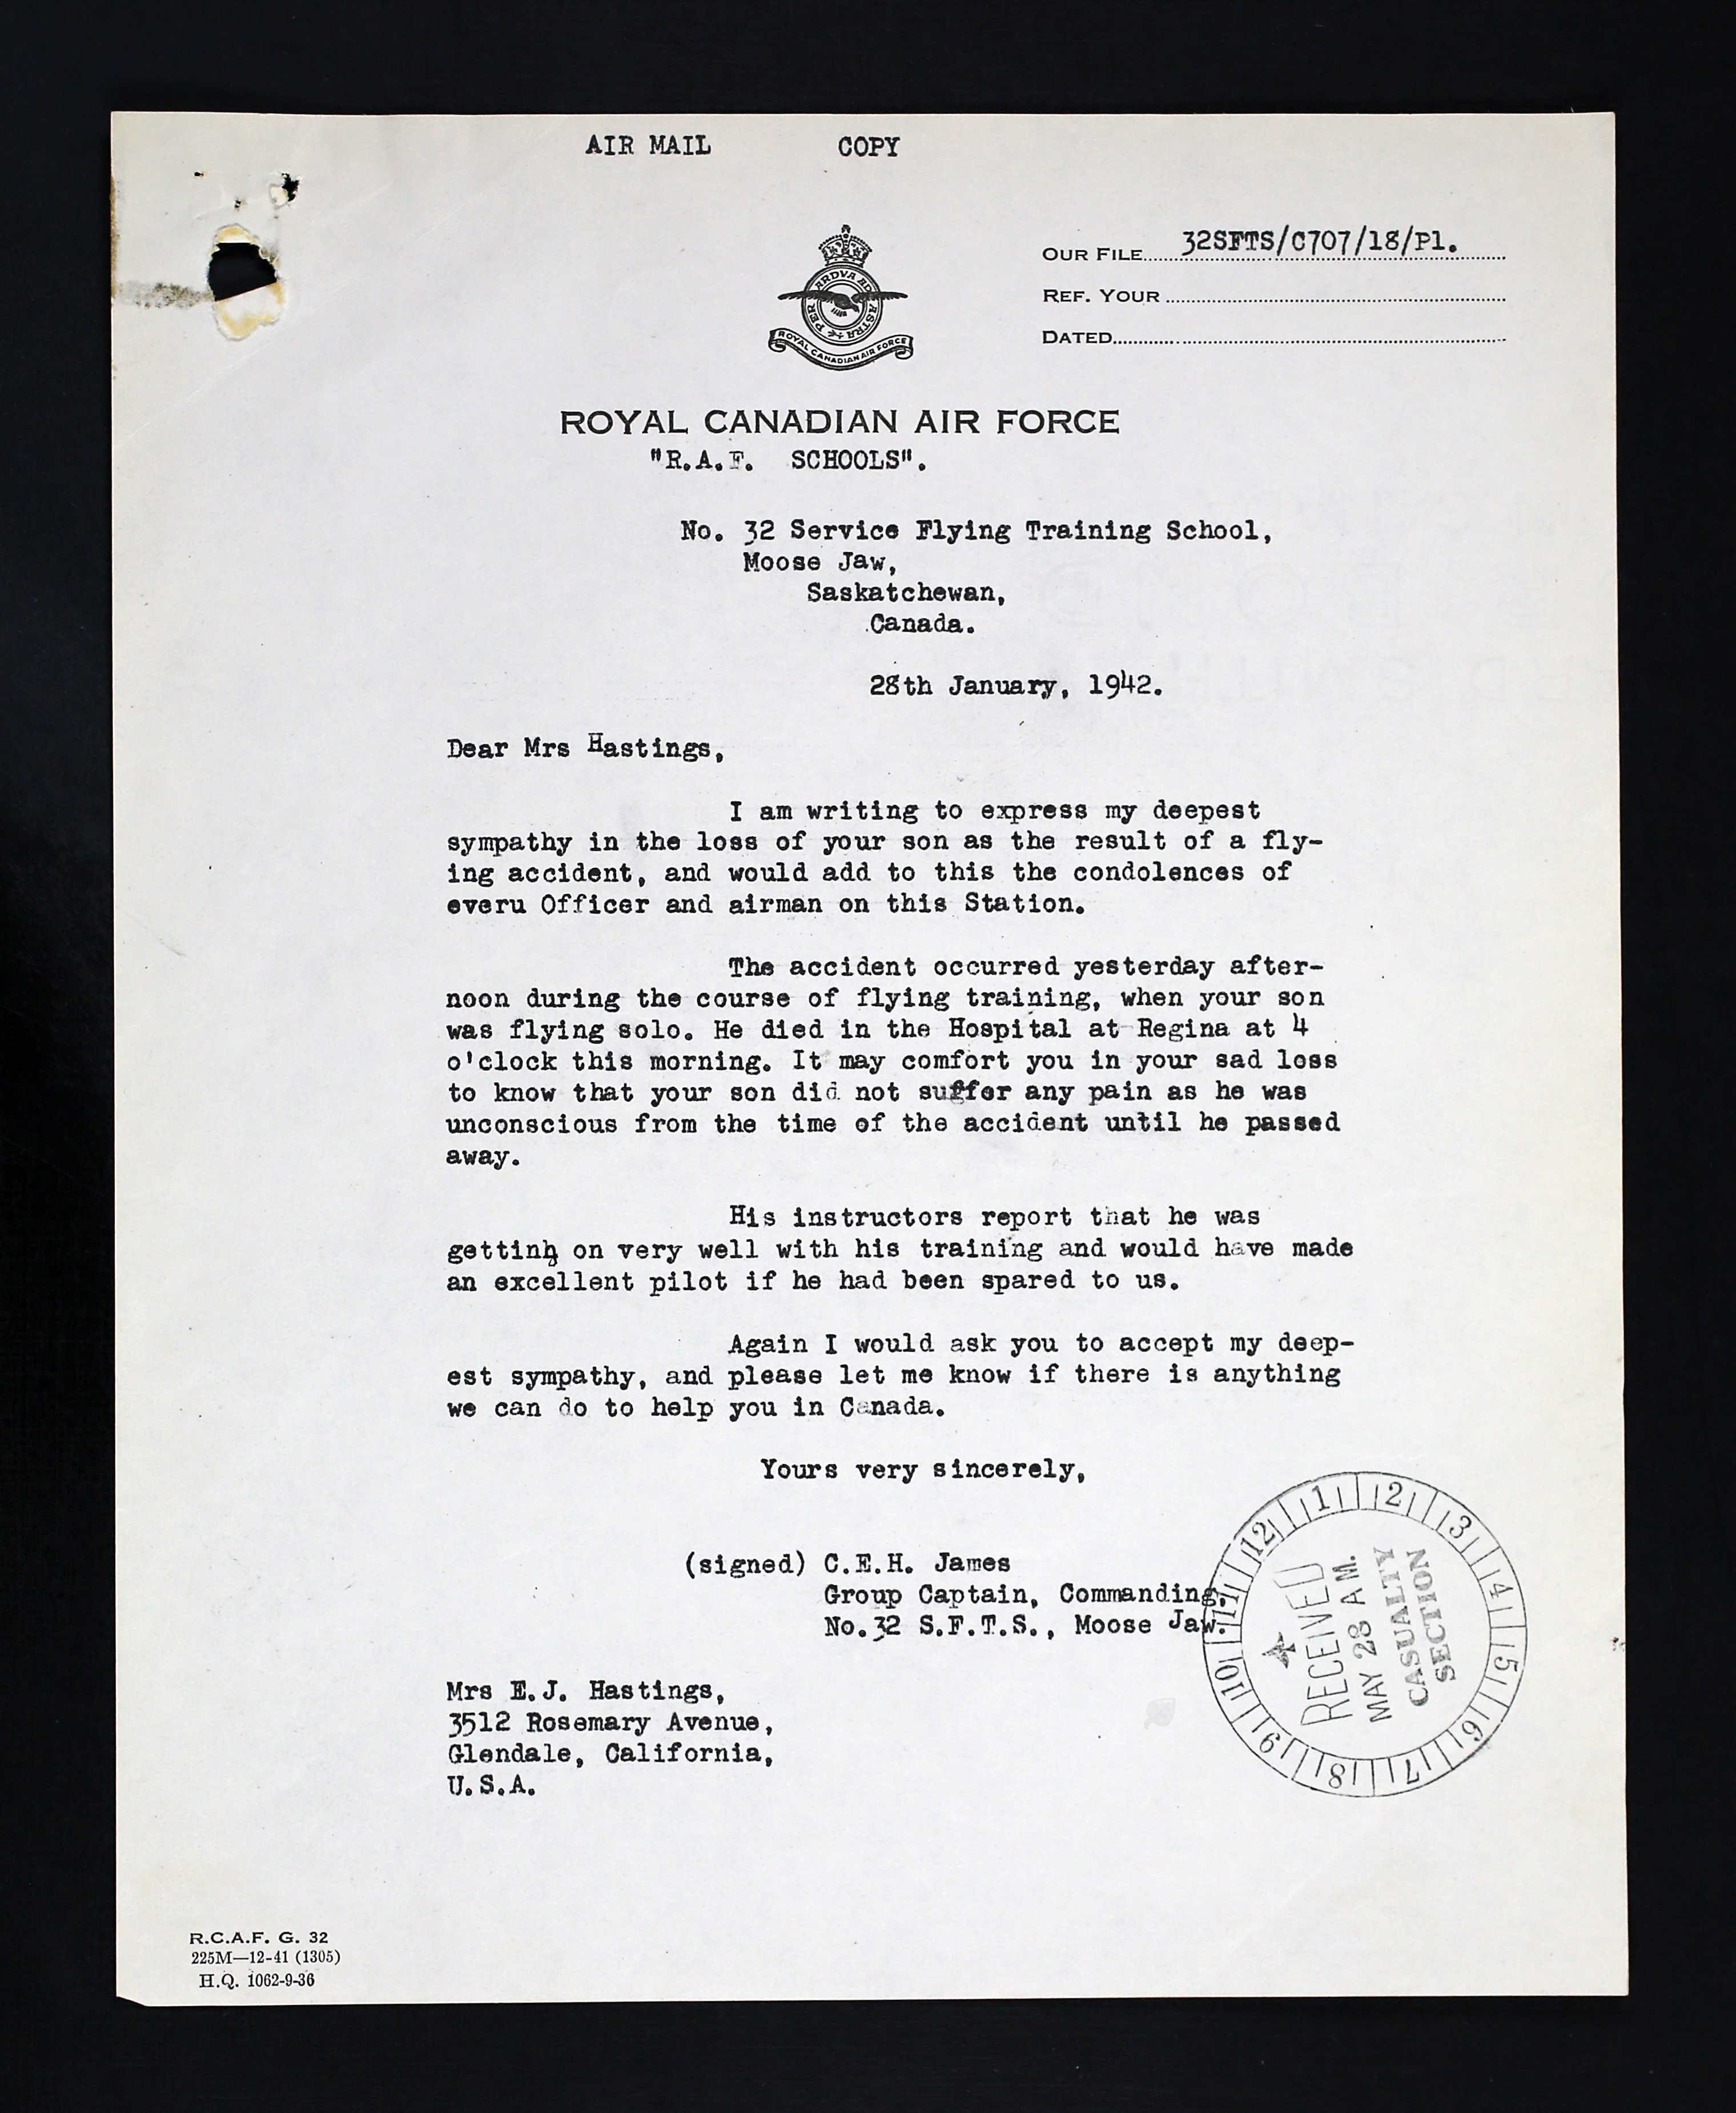 AIR MAIL COPY
OUR FILE 32SFTS/C707/18/P1.
REF. YOUR
DATED
PER ARDVA AD ASTRA
ROYAL CANADIAN AIR FORCE
ROYAL CANADIAN AIR FORCE
"R.A.F. SCHOOLS".
No. 32 Service Flying Training School,
Moose Jaw,
Saskatchewan,
Canada.
28th January, 1942.
Dear Mrs Hastings,
I am writing to express my deepest
sympathy in the loss of your son as the result of a fly-
ing accident, and would add to this the condolences of
everu Officer and airman on this Station.
The accident occurred yesterday after-
noon during the course of flying training, when your son
was flying solo. He died in the Hospital at Regina at 4
o'clock this morning. It may comfort you in your sad loss
to know that your son did not suffer any pain as he was
unconscious from the time of the accident until he passed
away.
His instructors report that he was
getting on very well with his training and would have made
an excellent pilot if he had been spared to us.
Again I would ask you to accept my deep-
est sympathy, and please let me know if there is anything
we can do to help you in Canada.
Yours very sincerely,
(signed) C.E.H. James
Group Captain, Commanding,
No.32 S.F.T.S., Moose Jaw.
12 1 2 3 4 5 6 7 8 9 10 11
RECEIVED
MAY 28 A.M.
CASUALTY
SECTION
Mrs E.J. Hastings,
3512 Rosemary Avenue,
Glendale, California,
U.S.A.
R.C.A.F. G. 32
225M—12-41 (1305)
H.Q. 1062-9-36